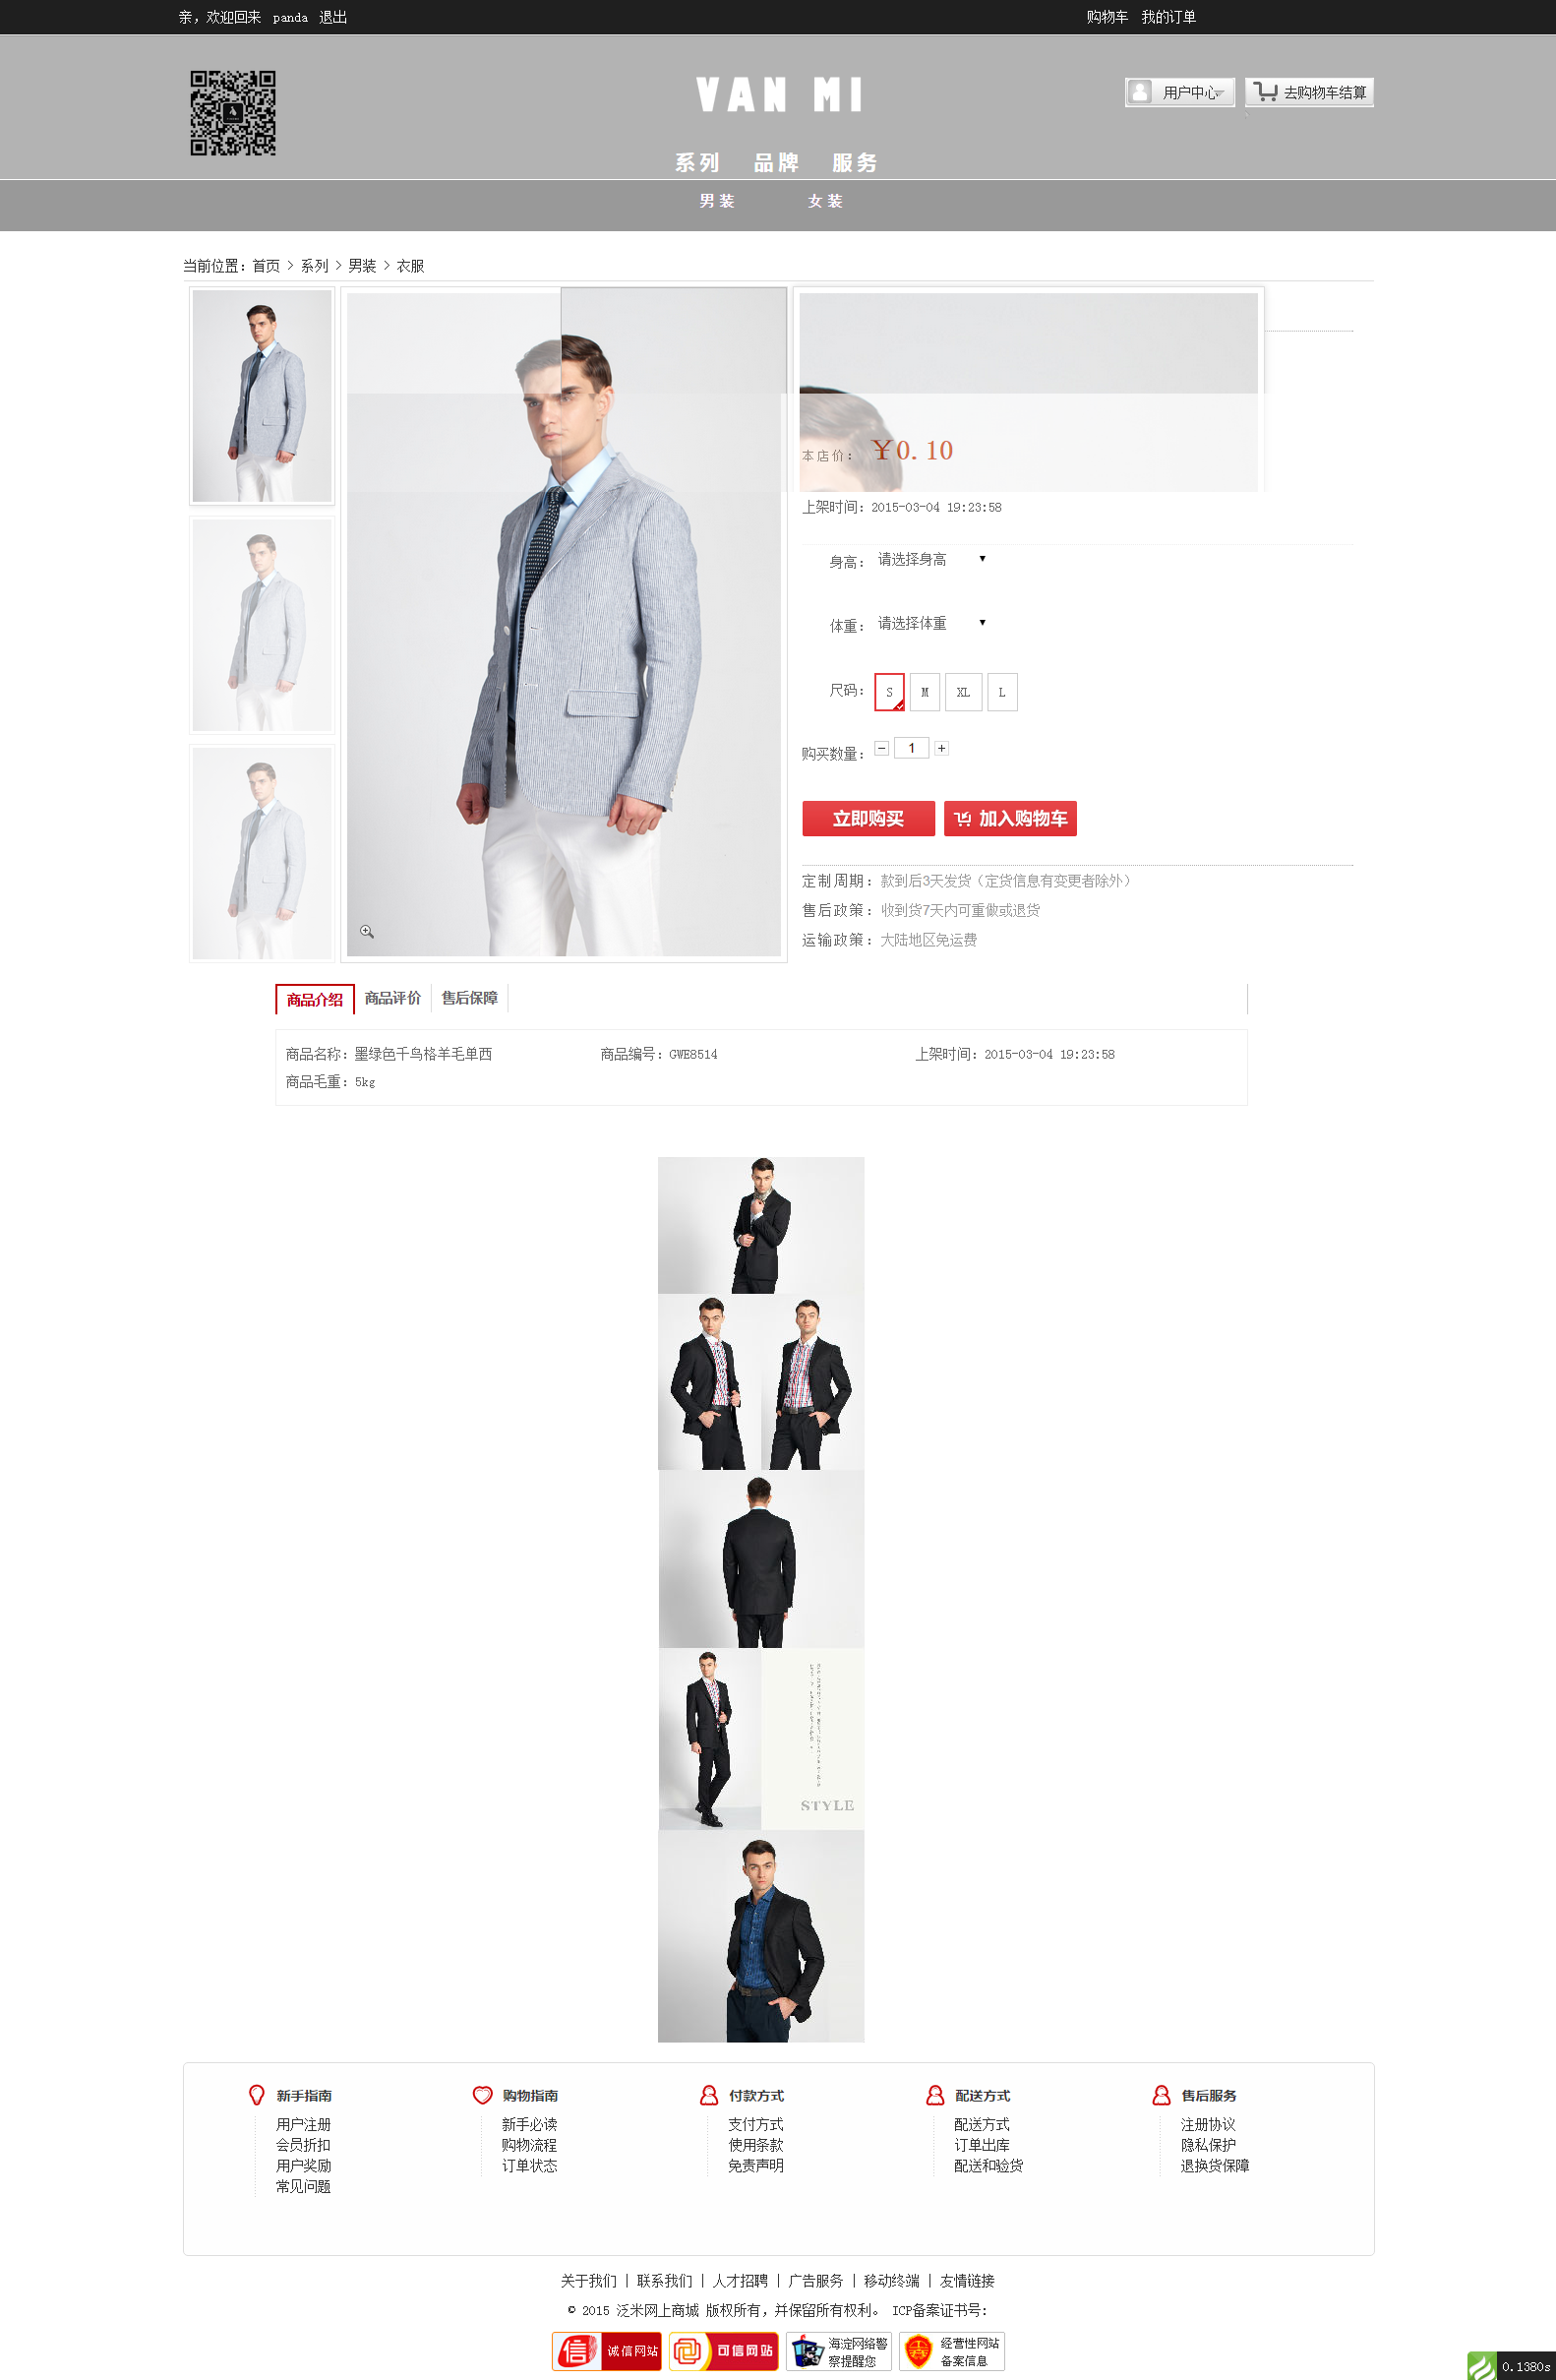 亲，欢迎回来 panda 退出 购物车 我的订单
VAN MI
用户中心 去购物车结算
系列 品牌 服务
男装 女装
当前位置：首页 > 系列 > 男装 > 衣服
本店价： ￥0.10
上架时间：2015-03-04 19:23:58
身高： 请选择身高
体重： 请选择体重
尺码： S M XL L
购买数量： − 1 +
立即购买 加入购物车
定制周期：款到后3天发货（定货信息有变更者除外）
售后政策：收到货7天内可重做或退货
运输政策：大陆地区免运费
商品介绍 商品评价 售后保障
商品名称：墨绿色千鸟格羊毛单西 商品编号：GWE8514 上架时间：2015-03-04 19:23:58
商品毛重：5kg
STYLE
新手指南 购物指南 付款方式 配送方式 售后服务
用户注册 新手必读 支付方式 配送方式 注册协议
会员折扣 购物流程 使用条款 订单出库 隐私保护
用户奖励 订单状态 免责声明 配送和验货 退换货保障
常见问题
关于我们 | 联系我们 | 人才招聘 | 广告服务 | 移动终端 | 友情链接
© 2015 泛米网上商城 版权所有，并保留所有权利。 ICP备案证书号:
信 诚信网站 可信网站 海淀网络警 经营性网站
察提醒您 备案信息
0.1380s